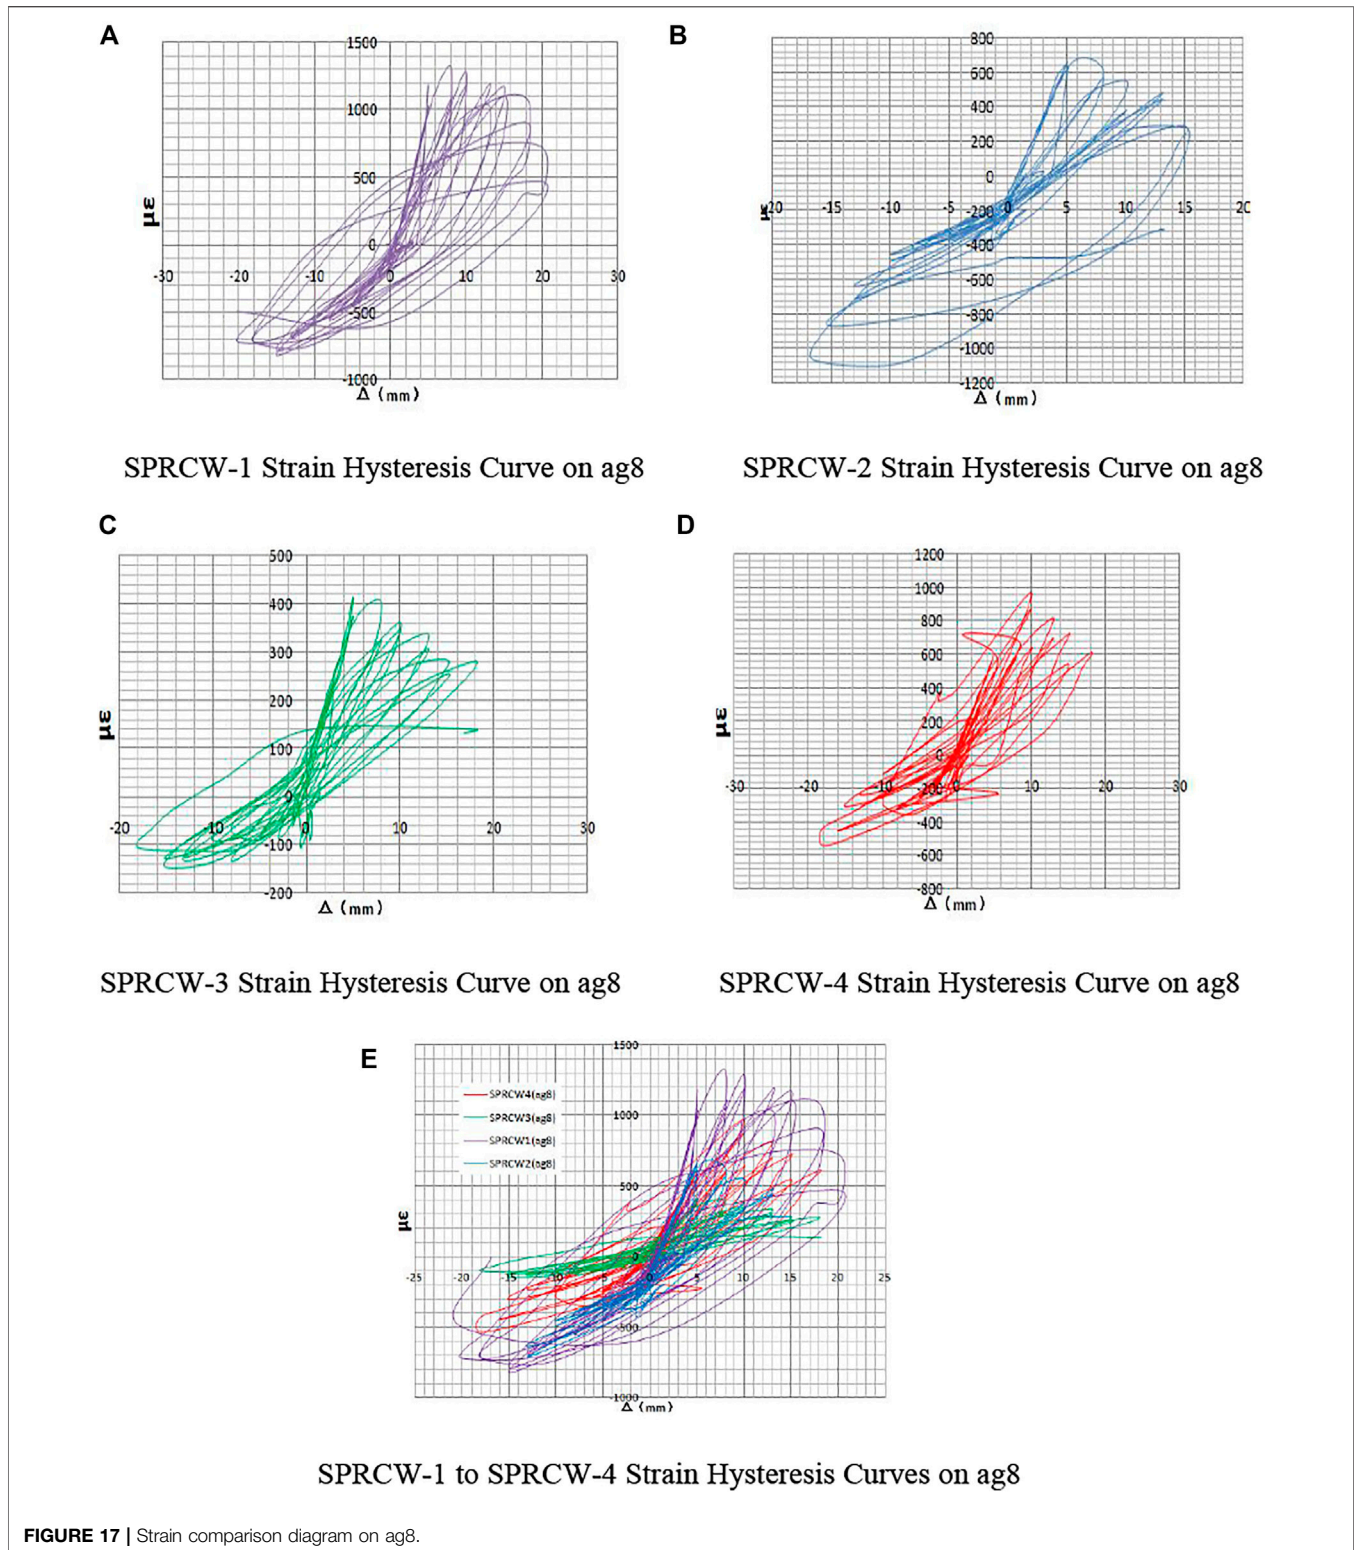 A
1500
1000
500
0
-30 -20 -10 0 10 20 30
-500
-1000
με
Δ (mm)
SPRCW-1 Strain Hysteresis Curve on ag8
B
800
600
400
200
0
-15 -10 -5 0 5 10 15 20
-200
-400
-600
-800
-1000
-1200
Δ (mm)
SPRCW-2 Strain Hysteresis Curve on ag8
C
500
400
300
200
100
0
-20 -10 0 10 20 30
-100
-200
με
Δ (mm)
SPRCW-3 Strain Hysteresis Curve on ag8
D
1200
1000
800
600
400
200
0
-30 -20 -10 0 10 20 30
-200
-400
-600
-800
με
Δ (mm)
SPRCW-4 Strain Hysteresis Curve on ag8
E
1500
SPRCW4(ag8)
SPRCW3(ag8)
SPRCW1(ag8)
SPRCW2(ag8)
1000
500
0
-25 -20 -15 -10 -5 0 5 10 15 20 25
-500
-1000
με
Δ (mm)
SPRCW-1 to SPRCW-4 Strain Hysteresis Curves on ag8
FIGURE 17 | Strain comparison diagram on ag8.